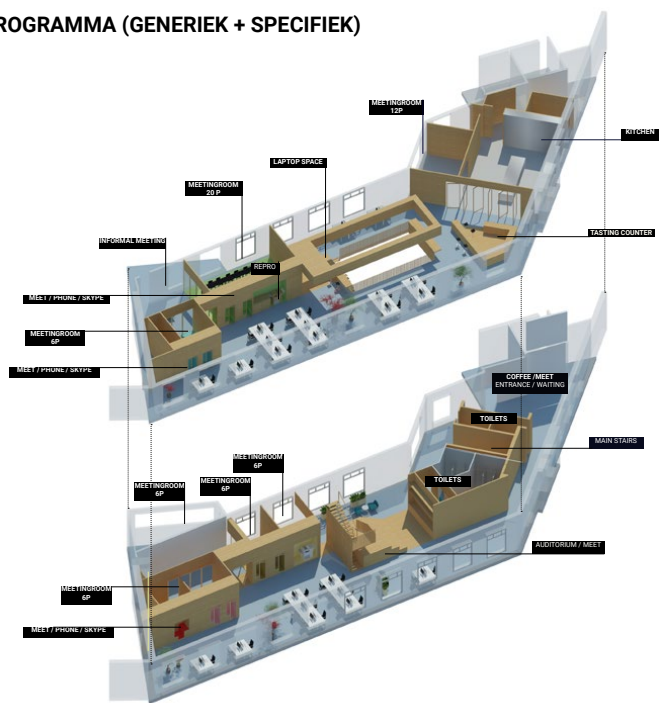 ROGRAMMA (GENERIEK + SPECIFIEK)
MEETINGROOM
12P
KITCHEN
LAPTOP SPACE
MEETINGROOM
20 P
TASTING COUNTER
INFORMAL MEETING
REPRO
MEET / PHONE / SKYPE
MEETINGROOM
6P
MEET / PHONE / SKYPE
COFFEE /MEET
ENTRANCE / WAITING
TOILETS
MAIN STAIRS
MEETINGROOM
6P
MEETINGROOM
6P
MEETINGROOM
6P
TOILETS
AUDITORIUM / MEET
MEETINGROOM
6P
MEET / PHONE / SKYPE